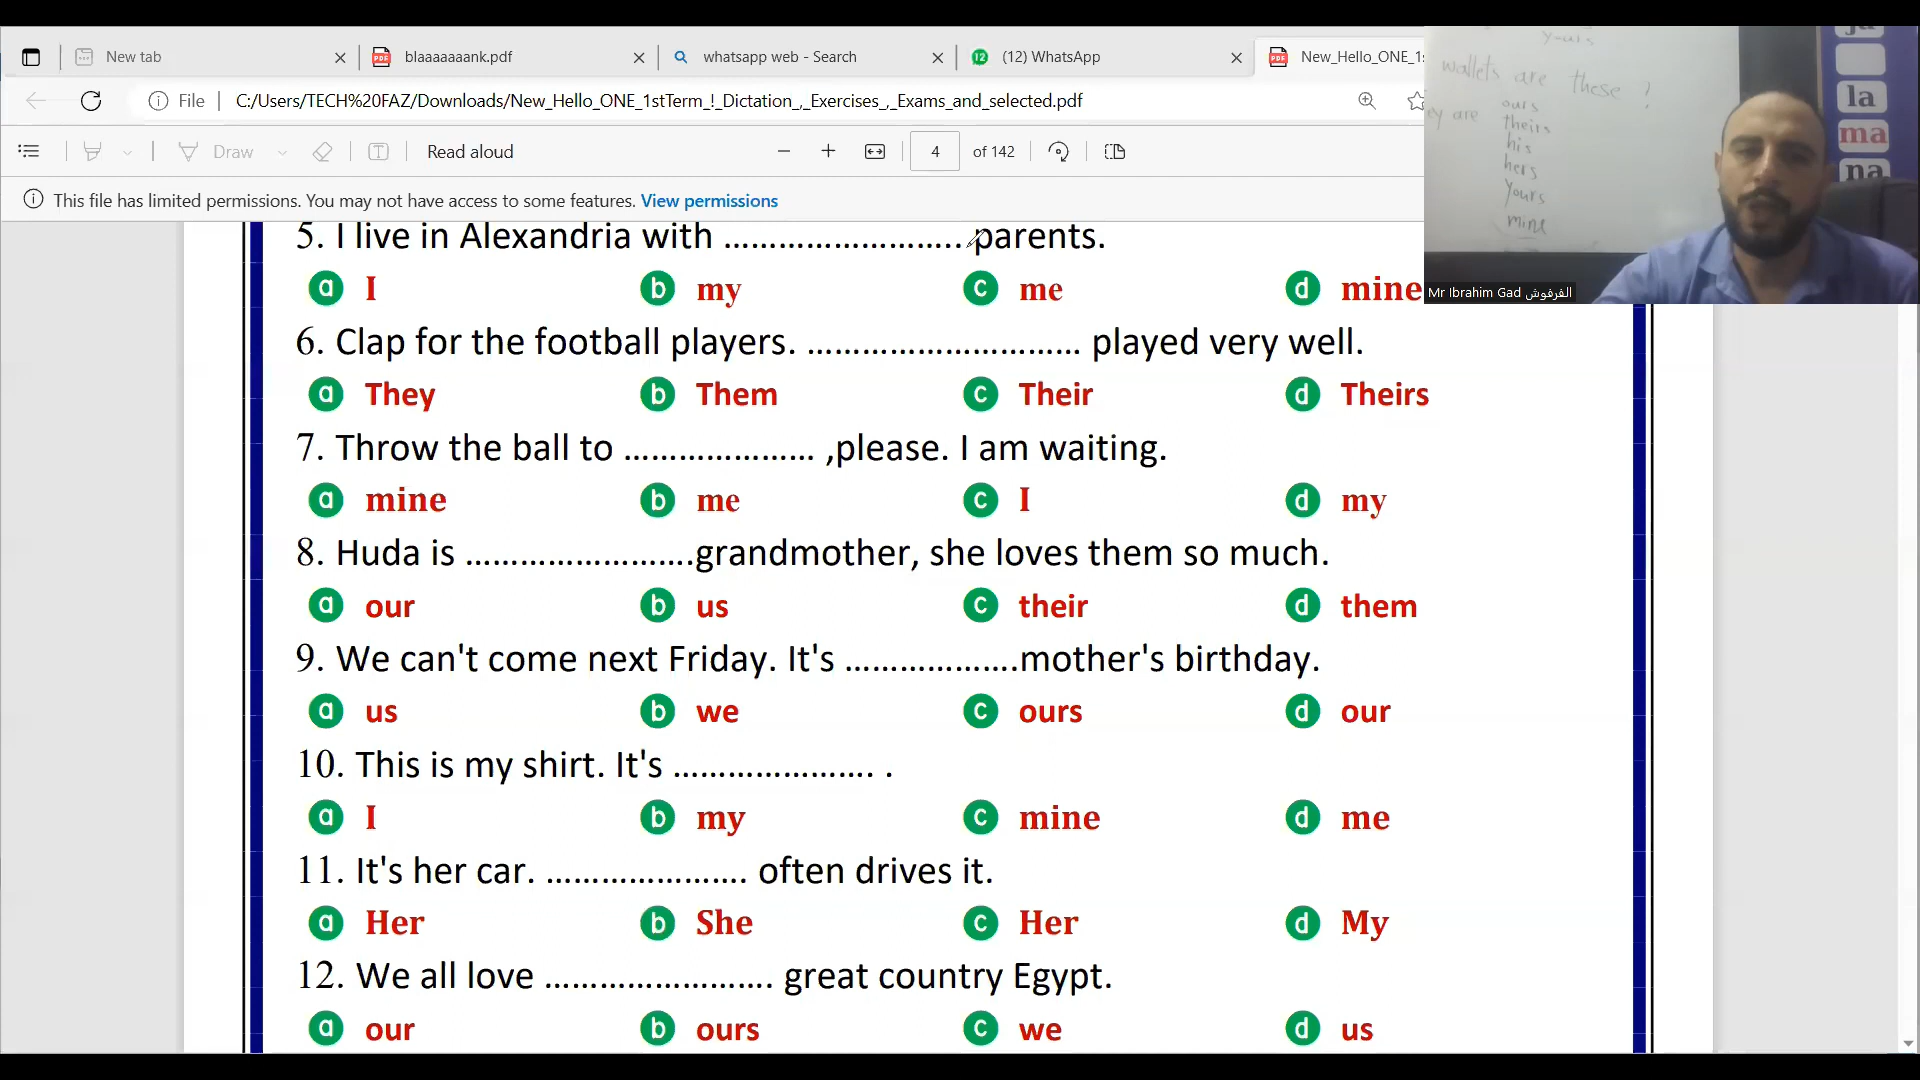 New tab
blaaaaaaank.pdf
whatsapp web - Search
(12) WhatsApp
New_Hello_ONE_1s
File
C:/Users/TECH%20FAZ/Downloads/New_Hello_ONE_1stTerm_!_Dictation_,_Exercises_,_Exams_and_selected.pdf
Draw
Read aloud
4 of 142
This file has limited permissions. You may not have access to some features. View permissions
yours
wallets are these ?
ey are
ours
theirs
his
hers
yours
mine
la
ma
na
Mr Ibrahim Gad الفرفوش
5. I live in Alexandria with ........................ parents.
a I b my c me d mine
6. Clap for the football players. ........................... played very well.
a They b Them c Their d Theirs
7. Throw the ball to ................... ,please. I am waiting.
a mine b me c I d my
8. Huda is .......................grandmother, she loves them so much.
a our b us c their d them
9. We can't come next Friday. It's .................mother's birthday.
a us b we c ours d our
10. This is my shirt. It's .................... .
a I b my c mine d me
11. It's her car. .................... often drives it.
a Her b She c Her d My
12. We all love ....................... great country Egypt.
a our b ours c we d us